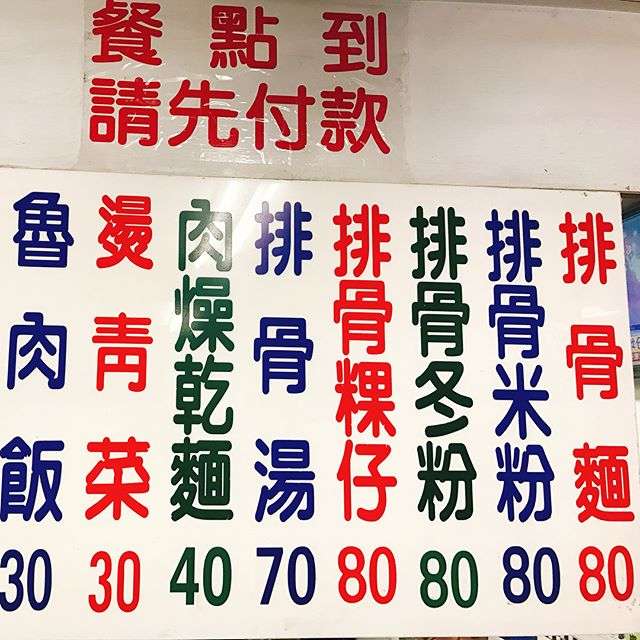 餐點到
請先付款
排骨麵 80
排骨米粉 80
排骨冬粉 80
排骨粿仔 80
排骨湯 70
肉燥乾麵 40
燙青菜 30
魯肉飯 30